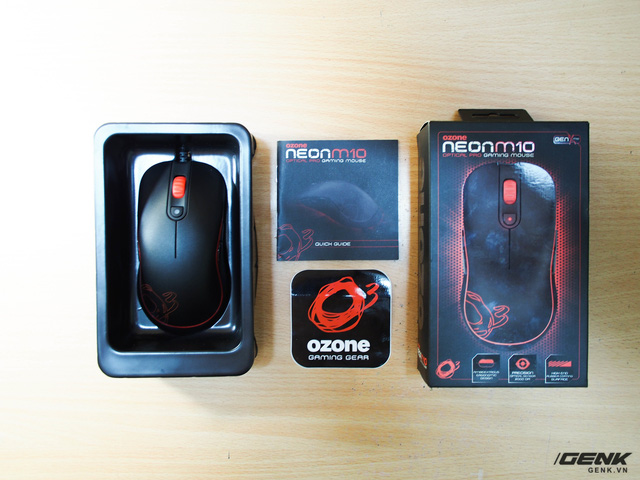 ozone
NEONM10
OPTICAL PRO GAMING MOUSE
QUICK GUIDE
ozone
GAMING GEAR
ozone
NEONM10
OPTICAL PRO GAMING MOUSE
PRECISION
/GENK
GENK.VN